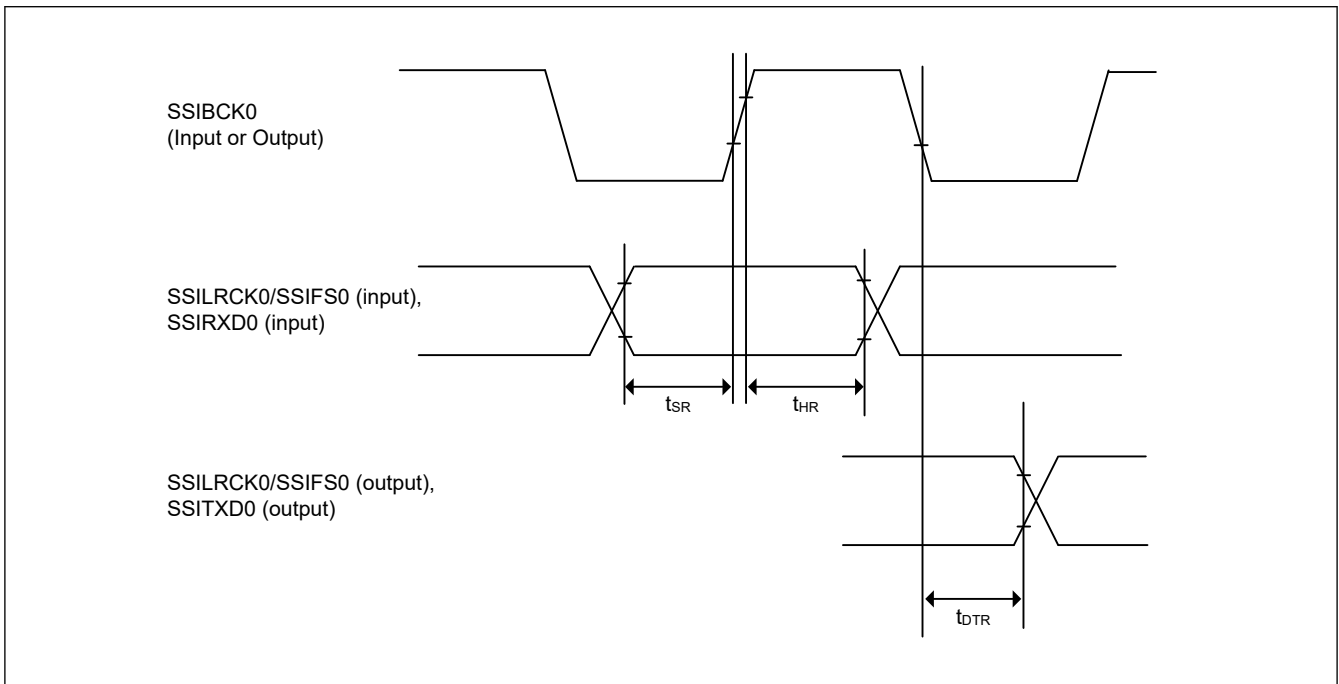 SSIBCK0
(Input or Output)
SSILRCK0/SSIFS0 (input),
SSIRXD0 (input)
tSR
tHR
SSILRCK0/SSIFS0 (output),
SSITXD0 (output)
tDTR